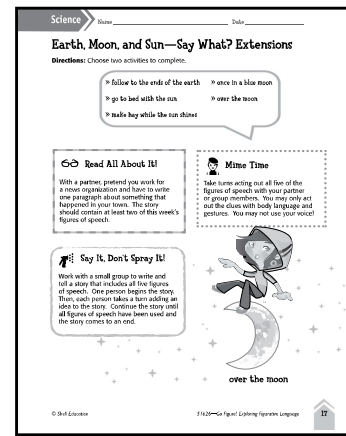 Science Name Date
Earth, Moon, and Sun—Say What? Extensions
Directions: Choose two activities to complete.
» follow to the ends of the earth » once in a blue moon
» go to bed with the sun » over the moon
» make hay while the sun shines
Read All About It!
With a partner, pretend you work for
a news organization and have to write
one paragraph about something that
happened in your town. The story
should contain at least two of this week's
figures of speech.
Mime Time
Take turns acting out all five of the
figures of speech with your partner
or group members. You may only act
out the clues with body language and
gestures. You may not use your voice!
Say It, Don't Spray It!
Work with a small group to write and
tell a story that includes all five figures
of speech. One person begins the story.
Then, each person takes a turn adding an
idea to the story. Continue the story until
all figures of speech have been used and
the story comes to an end.
over the moon
© Shell Education 51626—Go Figure! Exploring Figurative Language 17